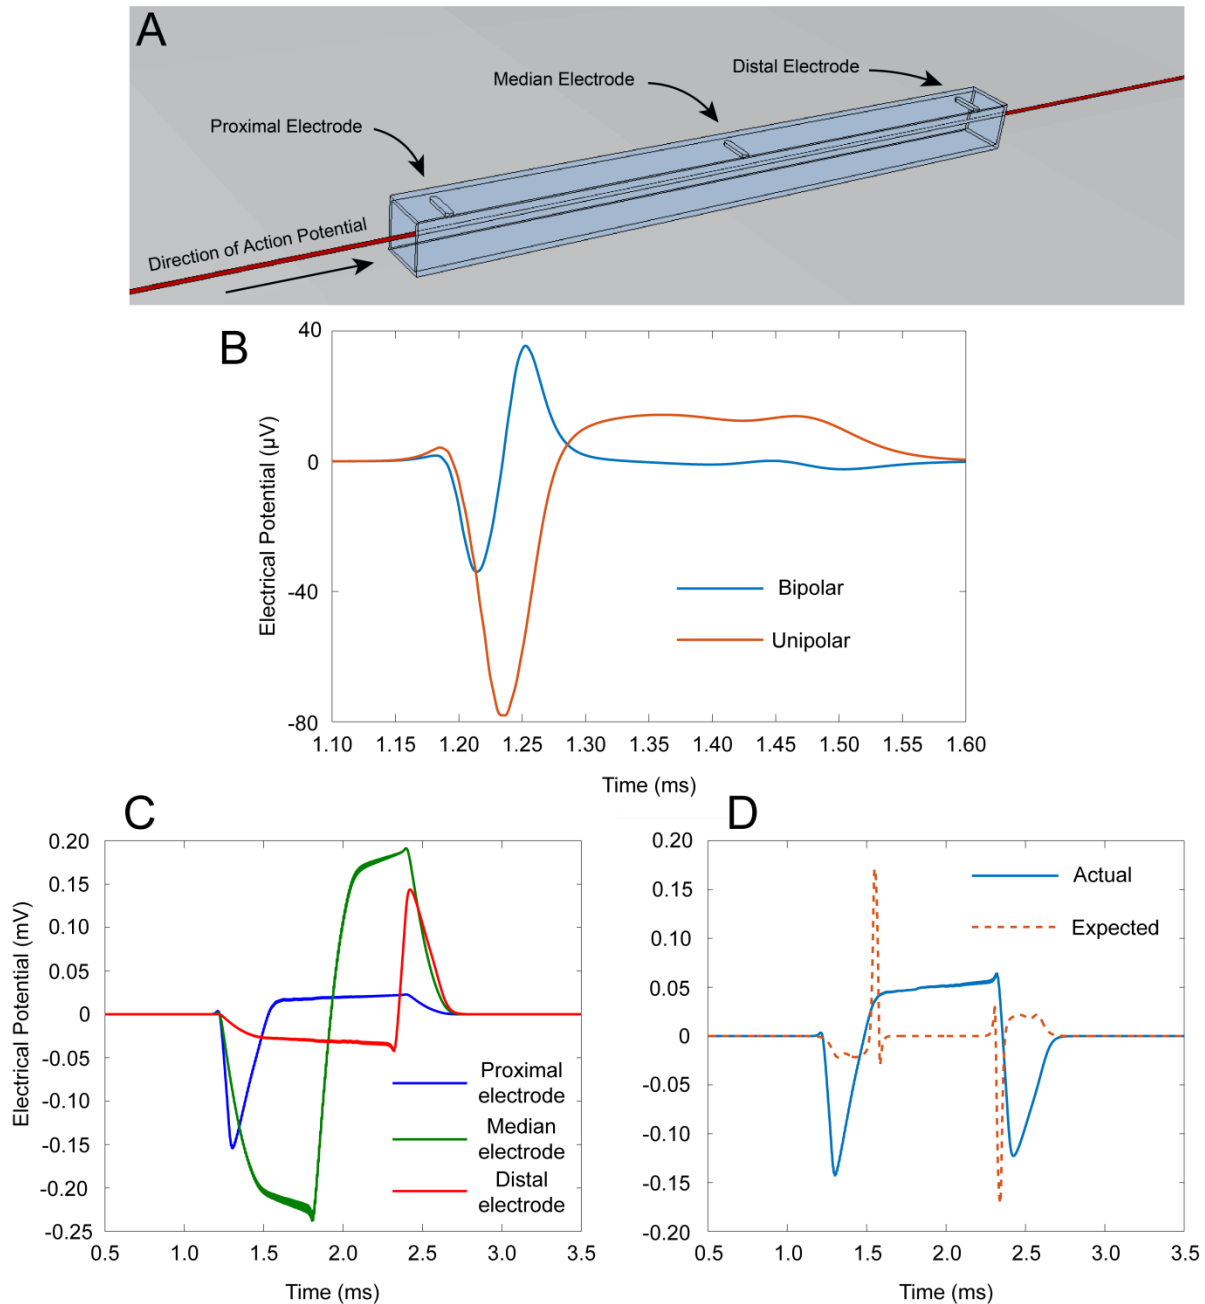 A
Distal Electrode
Median Electrode
Proximal Electrode
Direction of Action Potential
B
40
0
-40
-80
Electrical Potential (µV)
Bipolar
Unipolar
1.10 1.15 1.20 1.25 1.30 1.35 1.40 1.45 1.50 1.55 1.60
Time (ms)
C
0.20
0.15
0.10
0.05
0
-0.05
-0.10
-0.15
-0.20
-0.25
Electrical Potential (mV)
Proximal
electrode
Median
electrode
Distal
electrode
0.5 1.0 1.5 2.0 2.5 3.0 3.5
Time (ms)
D
0.20
0.15
0.10
0.05
0
-0.05
-0.10
-0.15
-0.20
Actual
Expected
0.5 1.0 1.5 2.0 2.5 3.0 3.5
Time (ms)